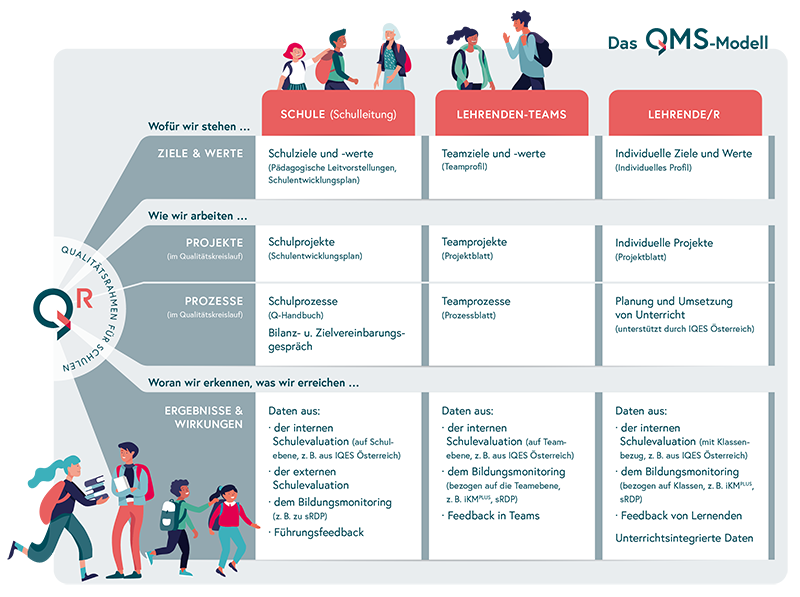 Das QMS-Modell
SCHULE (Schulleitung)
LEHRENDEN-TEAMS
LEHRENDE/R
Wofür wir stehen ...
ZIELE & WERTE
Schulziele und -werte
(Pädagogische Leitvorstellungen,
Schulentwicklungsplan)
Teamziele und -werte
(Teamprofil)
Individuelle Ziele und Werte
(Individuelles Profil)
Wie wir arbeiten ...
PROJEKTE
(im Qualitätskreislauf)
Schulprojekte
(Schulentwicklungsplan)
Teamprojekte
(Projektblatt)
Individuelle Projekte
(Projektblatt)
QUALITÄTSRAHMEN FÜR SCHULEN
QR
PROZESSE
(im Qualitätskreislauf)
Schulprozesse
(Q-Handbuch)
Bilanz- u. Zielvereinbarungs-
gespräch
Teamprozesse
(Prozessblatt)
Planung und Umsetzung
von Unterricht
(unterstützt durch IQES Österreich)
Woran wir erkennen, was wir erreichen ...
ERGEBNISSE &
WIRKUNGEN
Daten aus:
· der internen
Schulevaluation (auf Schul-
ebene, z. B. aus IQES Österreich)
· der externen
Schulevaluation
· dem Bildungsmonitoring
(z. B. zu sRDP)
· Führungsfeedback
Daten aus:
· der internen
Schulevaluation (auf Team-
ebene, z. B. aus IQES Österreich)
· dem Bildungsmonitoring
(bezogen auf die Teamebene,
z. B. iKMPLUS, sRDP)
· Feedback in Teams
Daten aus:
· der internen
Schulevaluation (mit Klassen-
bezug, z. B. aus IQES Österreich)
· dem Bildungsmonitoring
(bezogen auf Klassen, z. B. iKMPLUS,
sRDP)
· Feedback von Lernenden
Unterrichtsintegrierte Daten